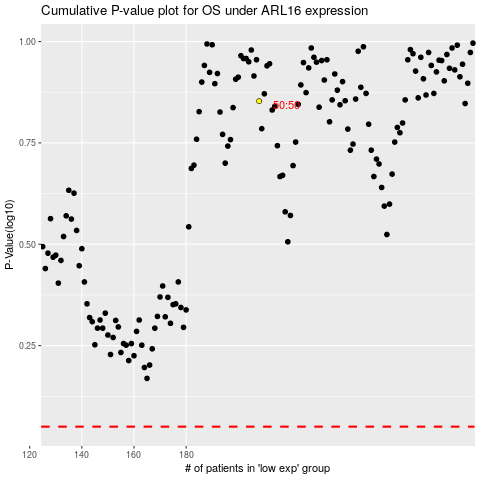 Cumulative P-value plot for OS under ARL16 expression
P-Value(log10)
1.00
0.75
0.50
0.25
50:50
120 140 160 180
# of patients in 'low exp' group